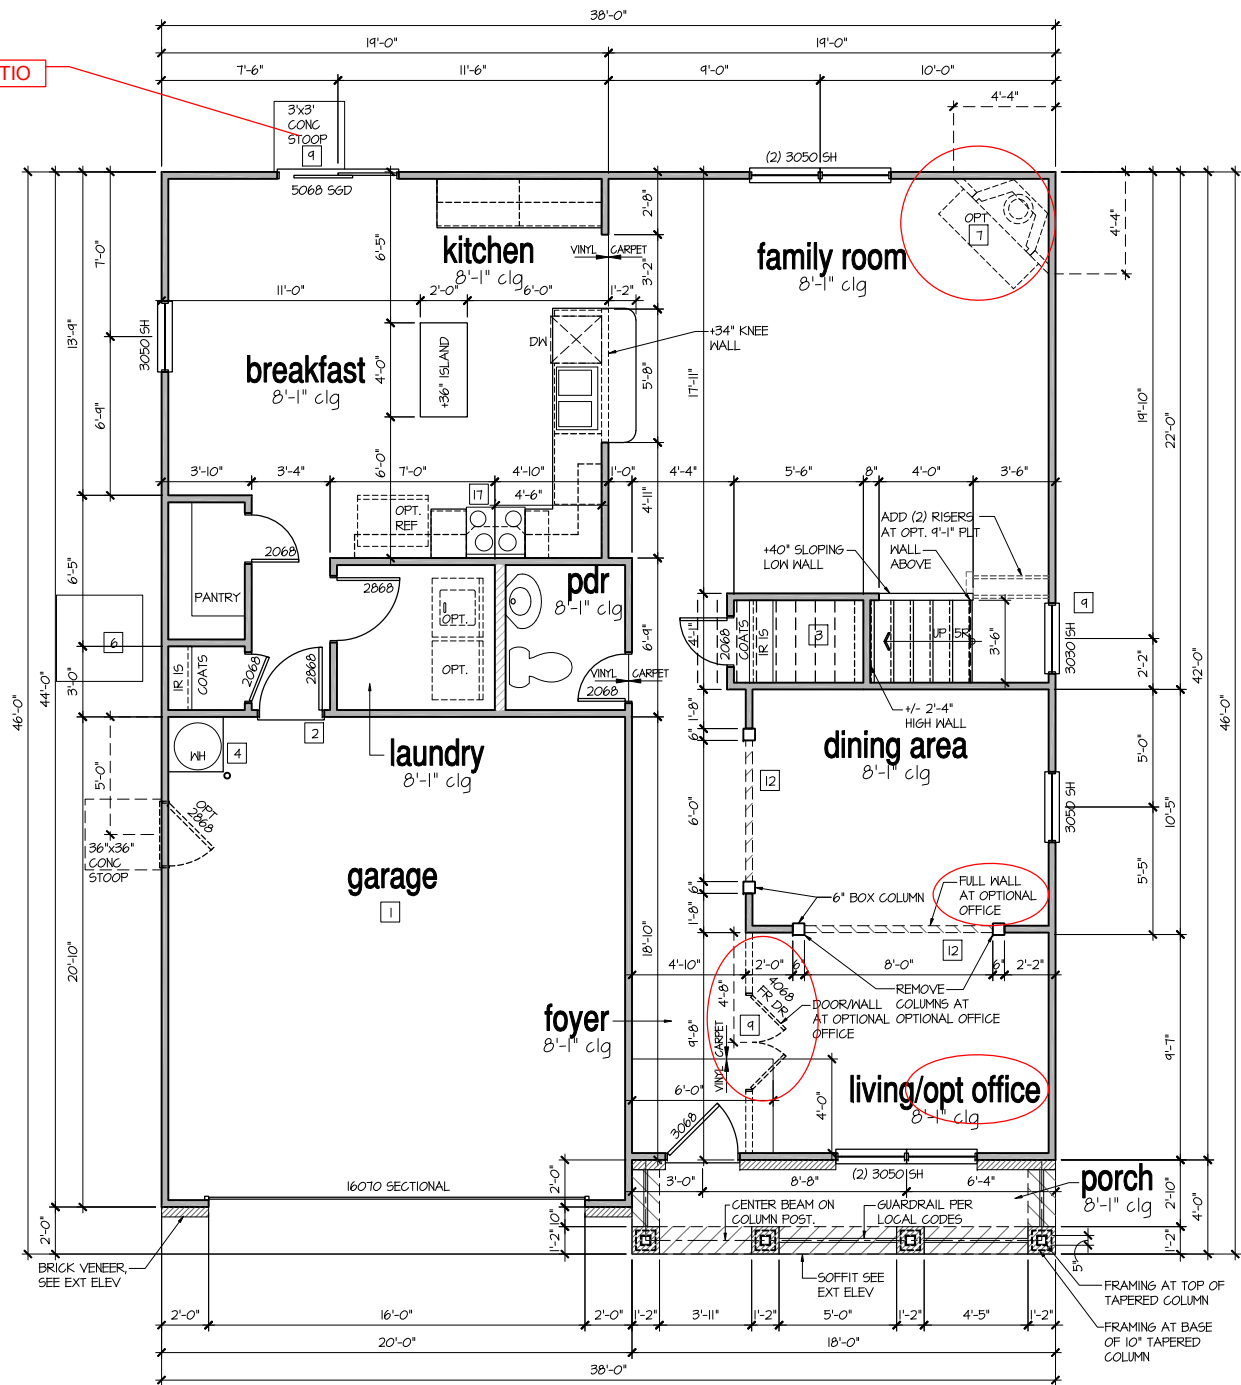 38'-0"
19'-0"
19'-0"
7'-6"
11'-6"
9'-0"
10'-0"
TIO
4'-4"
3'x3'
CONC
STOOP
9
(2) 3050 SH
5068 SGD
2'-8"
OPT
7
4'-4"
7'-0"
6'-5"
kitchen
8'-1" clg
VINYL
CARPET
3'-2"
family room
8'-1" clg
11'-0"
2'-0"
6'-0"
1'-2"
13'-9"
3050 SH
DW
+34" KNEE
WALL
breakfast
8'-1" clg
4'-0"
+36" ISLAND
5'-8"
17'-11"
6'-9"
19'-10"
22'-0"
6'-0"
3'-10"
3'-4"
7'-0"
4'-10"
1'-0"
4'-4"
5'-6"
8"
4'-0"
3'-6"
17
4'-6"
OPT.
REF
4'-11"
ADD (2) RISERS
AT OPT. 9'-1" PLT
WALL
ABOVE
+40" SLOPING
LOW WALL
2068
6'-5"
PANTRY
2868
pdr
8'-1" clg
OPT.
OPT.
6'-9"
4'-1"
2068
COATS
1R 1S
3
UP 5R
3'-6"
9
3030 SH
6
3'-0"
1R 1S
COATS
2068
2868
VINYL
CARPET
2068
2'-2"
46'-0"
44'-0"
42'-0"
46'-0"
1'-8"
+/- 2'-4"
HIGH WALL
2
WH
4
laundry
8'-1" clg
6"
dining area
8'-1" clg
12
5'-0"
5'-0"
OPT
2868
6'-0"
3050 SH
10'-5"
36"x36"
CONC
STOOP
garage
1
6"
6" BOX COLUMN
FULL WALL
AT OPTIONAL
OFFICE
5'-5"
1'-8"
18'-10"
12
20'-10"
4'-10"
2'-0"
6"
8'-0"
6"
2'-2"
4'-8"
4068
FR DR
REMOVE
COLUMNS AT
OPTIONAL OFFICE
DOOR/WALL
AT OPTIONAL
OFFICE
foyer
8'-1" clg
9'-8"
VINYL
CARPET
9
9'-7"
6'-0"
4'-0"
living/opt office
8'-1" clg
3068
(2) 3050 SH
16070 SECTIONAL
2'-0"
3'-0"
8'-8"
6'-4"
porch
8'-1" clg
2'-10"
4'-0"
CENTER BEAM ON
COLUMN POST.
GUARDRAIL PER
LOCAL CODES
2'-0"
10"
1'-2"
1'-2"
5"
BRICK VENEER,
SEE EXT ELEV
SOFFIT SEE
EXT ELEV
FRAMING AT TOP OF
TAPERED COLUMN
2'-0"
16'-0"
2'-0"
1'-2"
3'-11"
1'-2"
5'-0"
1'-2"
4'-5"
1'-2"
FRAMING AT BASE
OF 10" TAPERED
COLUMN
20'-0"
18'-0"
38'-0"